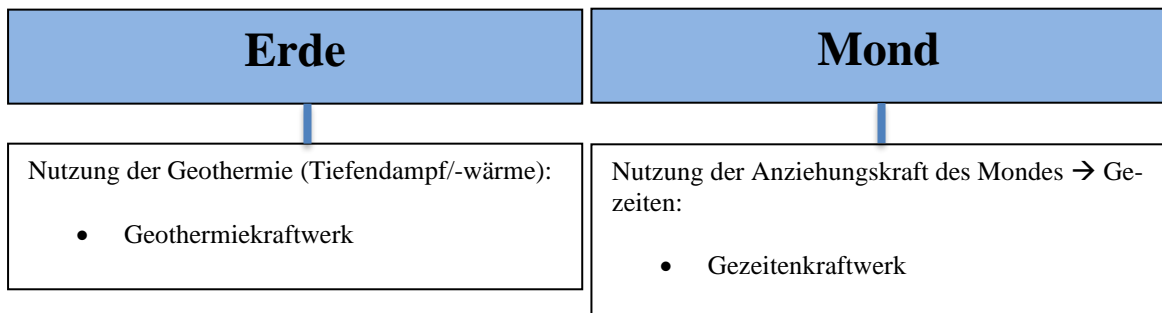 Erde
Nutzung der Geothermie (Tiefendampf/-wärme):
• Geothermiekraftwerk
Mond
Nutzung der Anziehungskraft des Mondes → Ge-
zeiten:
• Gezeitenkraftwerk